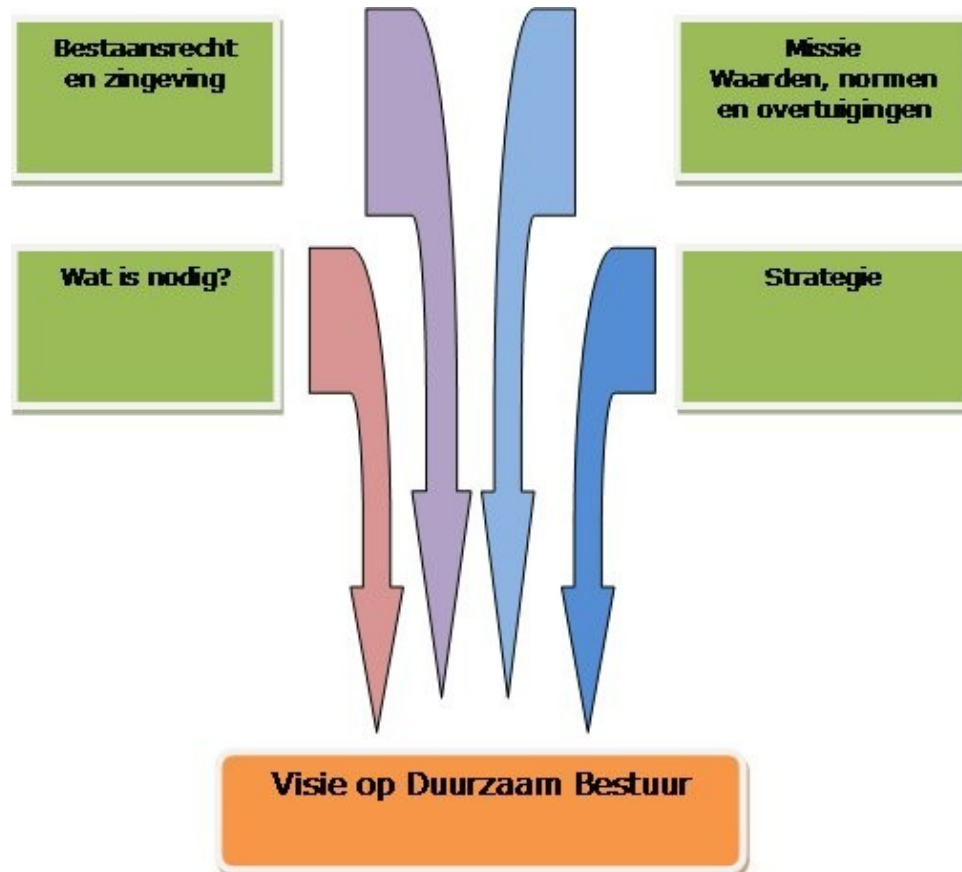 Bestaansrecht
en zingeving
Missie
Waarden, normen
en overtuigingen
Wat is nodig?
Strategie
Visie op Duurzaam Bestuur